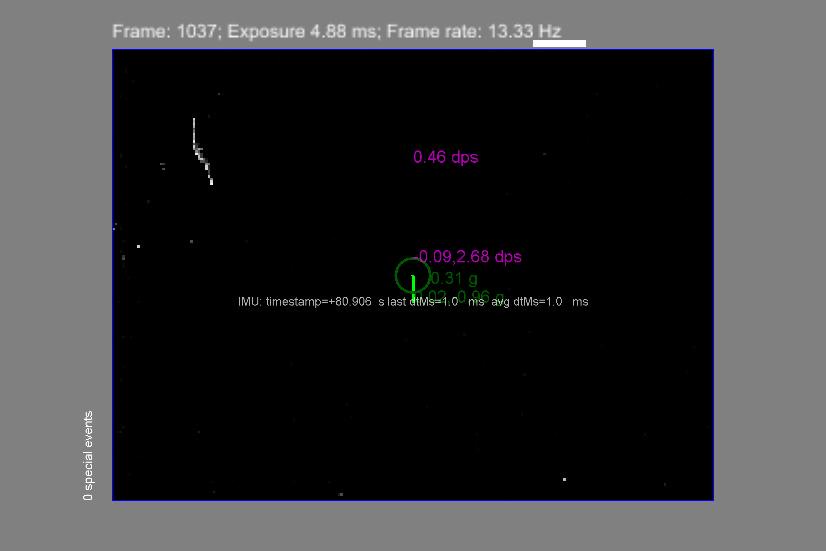 Frame: 1037; Exposure 4.88 ms; Frame rate: 13.33 Hz
0.46 dps
-0.09,2.68 dps
0.31 g
IMU: timestamp=+80.906 s last dtMs=1.0 ms avg dtMs=1.0 ms
0 special events